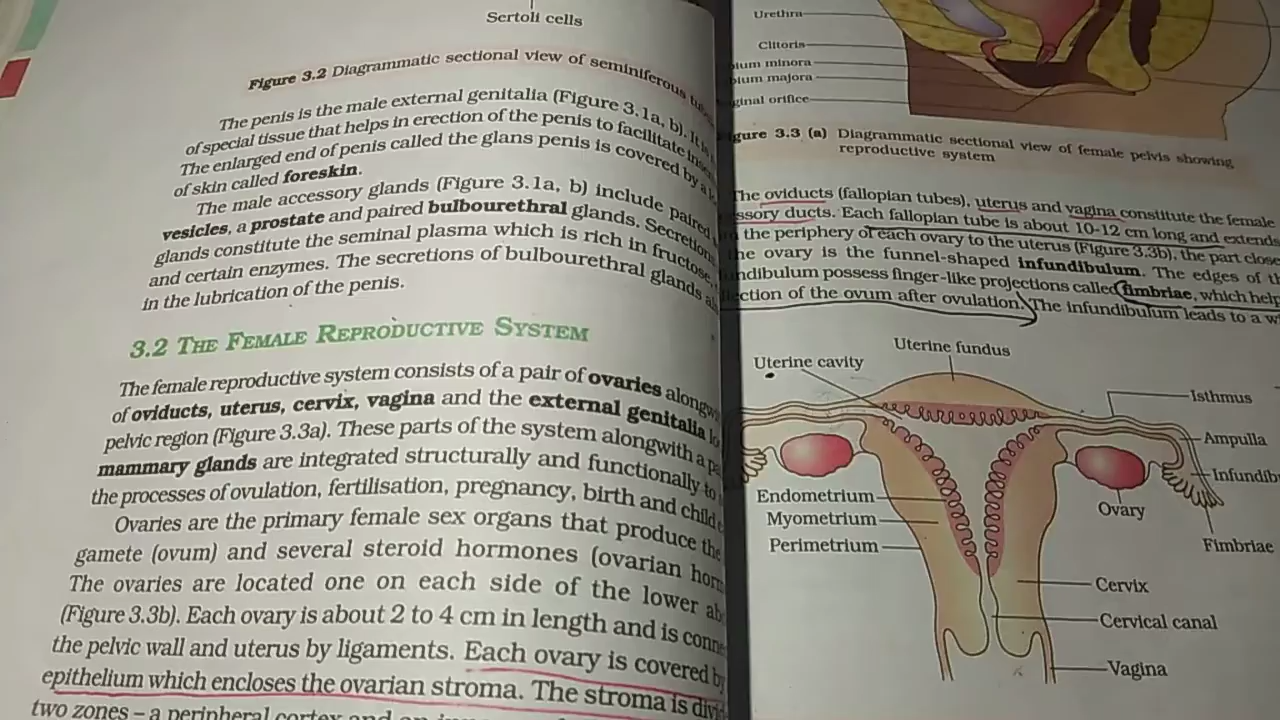 Sertoli cells
Figure 3.2 Diagrammatic sectional view of seminiferous
The penis is the male external genitalia (Figure 3.1a, b). It is
of special tissue that helps in erection of the penis to facilitate
The enlarged end of penis called the glans penis is covered by a
of skin called foreskin.
The male accessory glands (Figure 3.1a, b) include paired
vesicles, a prostate and paired bulbourethral glands. Secretions
glands constitute the seminal plasma which is rich in fructose,
and certain enzymes. The secretions of bulbourethral glands
in the lubrication of the penis.
3.2 THE FEMALE REPRODUCTIVE SYSTEM
The female reproductive system consists of a pair of ovaries
of oviducts, uterus, cervix, vagina and the external genitalia
pelvic region (Figure 3.3a). These parts of the system alongwith a
mammary glands are integrated structurally and functionally to
the processes of ovulation, fertilisation, pregnancy, birth and child
Ovaries are the primary female sex organs that produce the
gamete (ovum) and several steroid hormones (ovarian
The ovaries are located one on each side of the lower
(Figure 3.3b). Each ovary is about 2 to 4 cm in length and is
the pelvic wall and uterus by ligaments. Each ovary is covered by
epithelium which encloses the ovarian stroma. The stroma is
two zones – a peripheral cortex and an
Urethra
Clitoris
minora
majora
orifice
3.3 (a) Diagrammatic sectional view of female pelvis showing
reproductive system
The oviducts (fallopian tubes), uterus and vagina constitute the female
ducts. Each fallopian tube is about 10-12 cm long and extends
the periphery of each ovary to the uterus (Figure 3.3b), the part
the ovary is the funnel-shaped infundibulum. The edges of
possess finger-like projections called fimbriae, which help
of the ovum after ovulation. The infundibulum leads to a
Uterine fundus
Uterine cavity
Isthmus
Ampulla
Ovary
Fimbriae
Endometrium
Myometrium
Perimetrium
Cervix
Cervical canal
Vagina